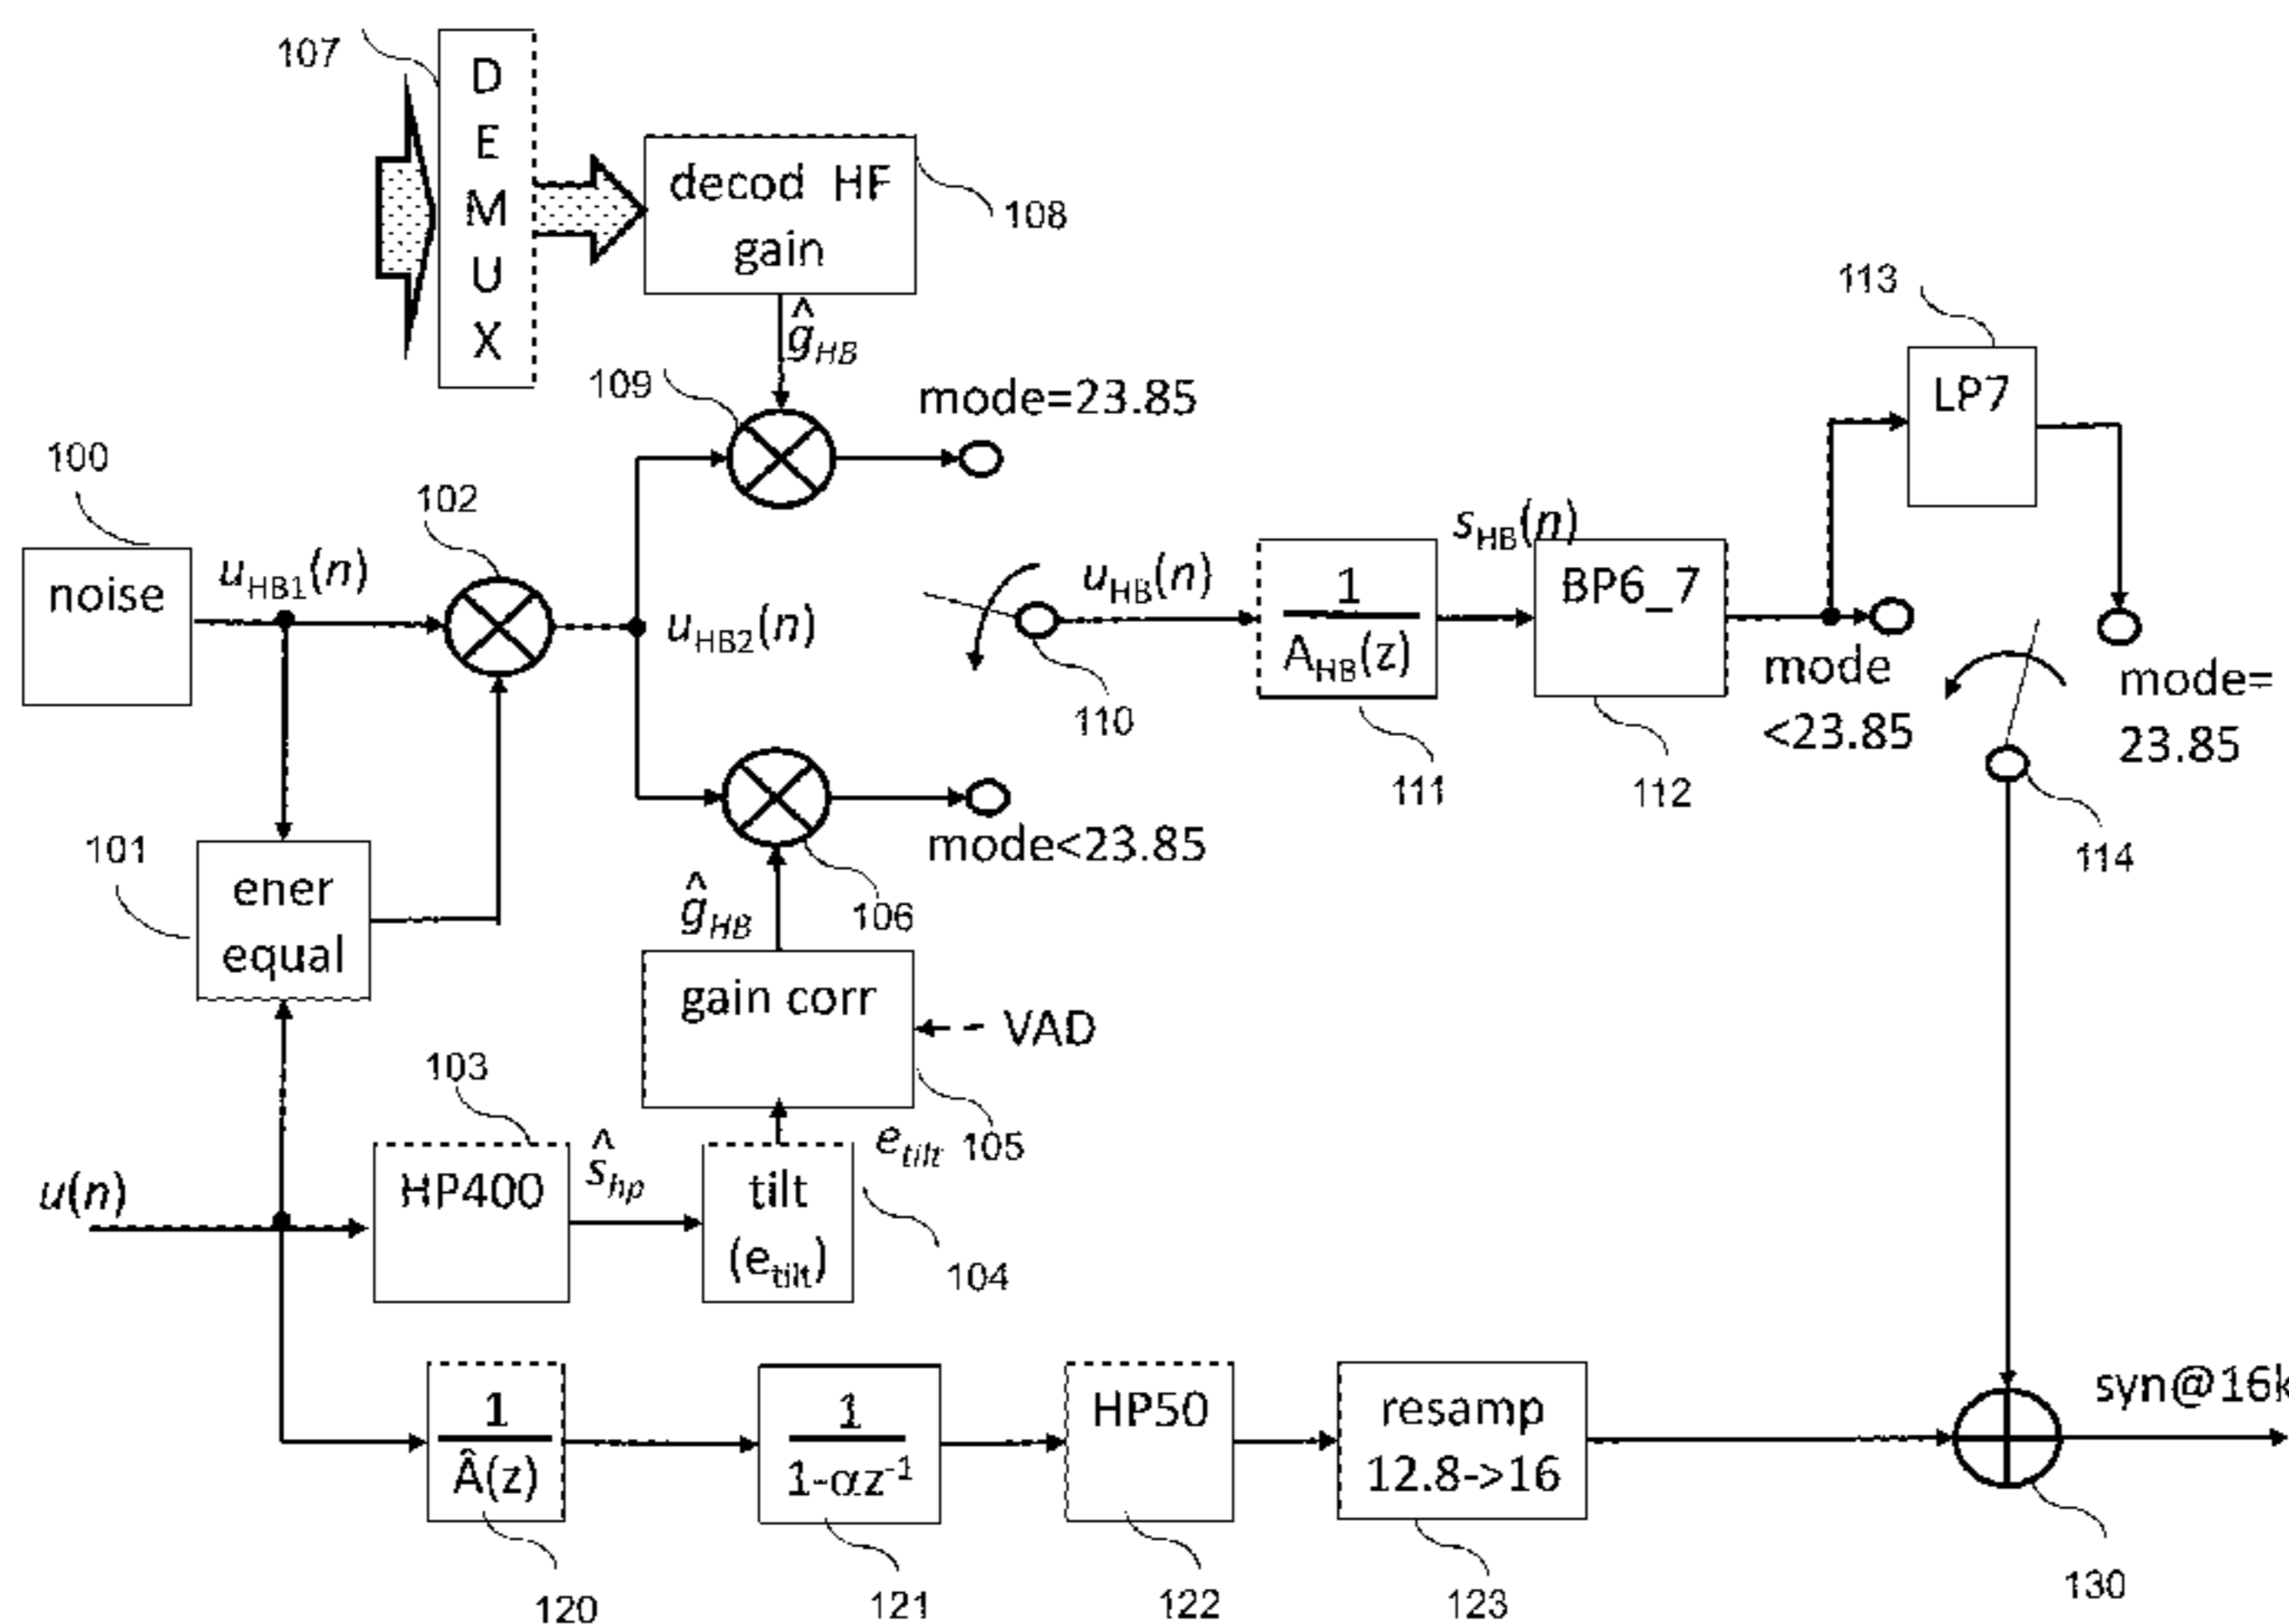 107
D
E
M
U
X
decod HF
gain
108
ĝHB
109
mode=23.85
113
LP7
100
noise
uHB1(n)
102
uHB2(n)
110
uHB(n)
1
AHB(z)
111
sHB(n)
BP6_7
112
mode
<23.85
mode=
23.85
114
101
ener
equal
mode<23.85
106
ĝHB
gain corr
VAD
105
103
HP400
ŝhp
etilt
tilt
(etilt)
104
u(n)
1
Â(z)
120
1
1-αz-1
121
HP50
122
resamp
12.8->16
123
syn@16k
130